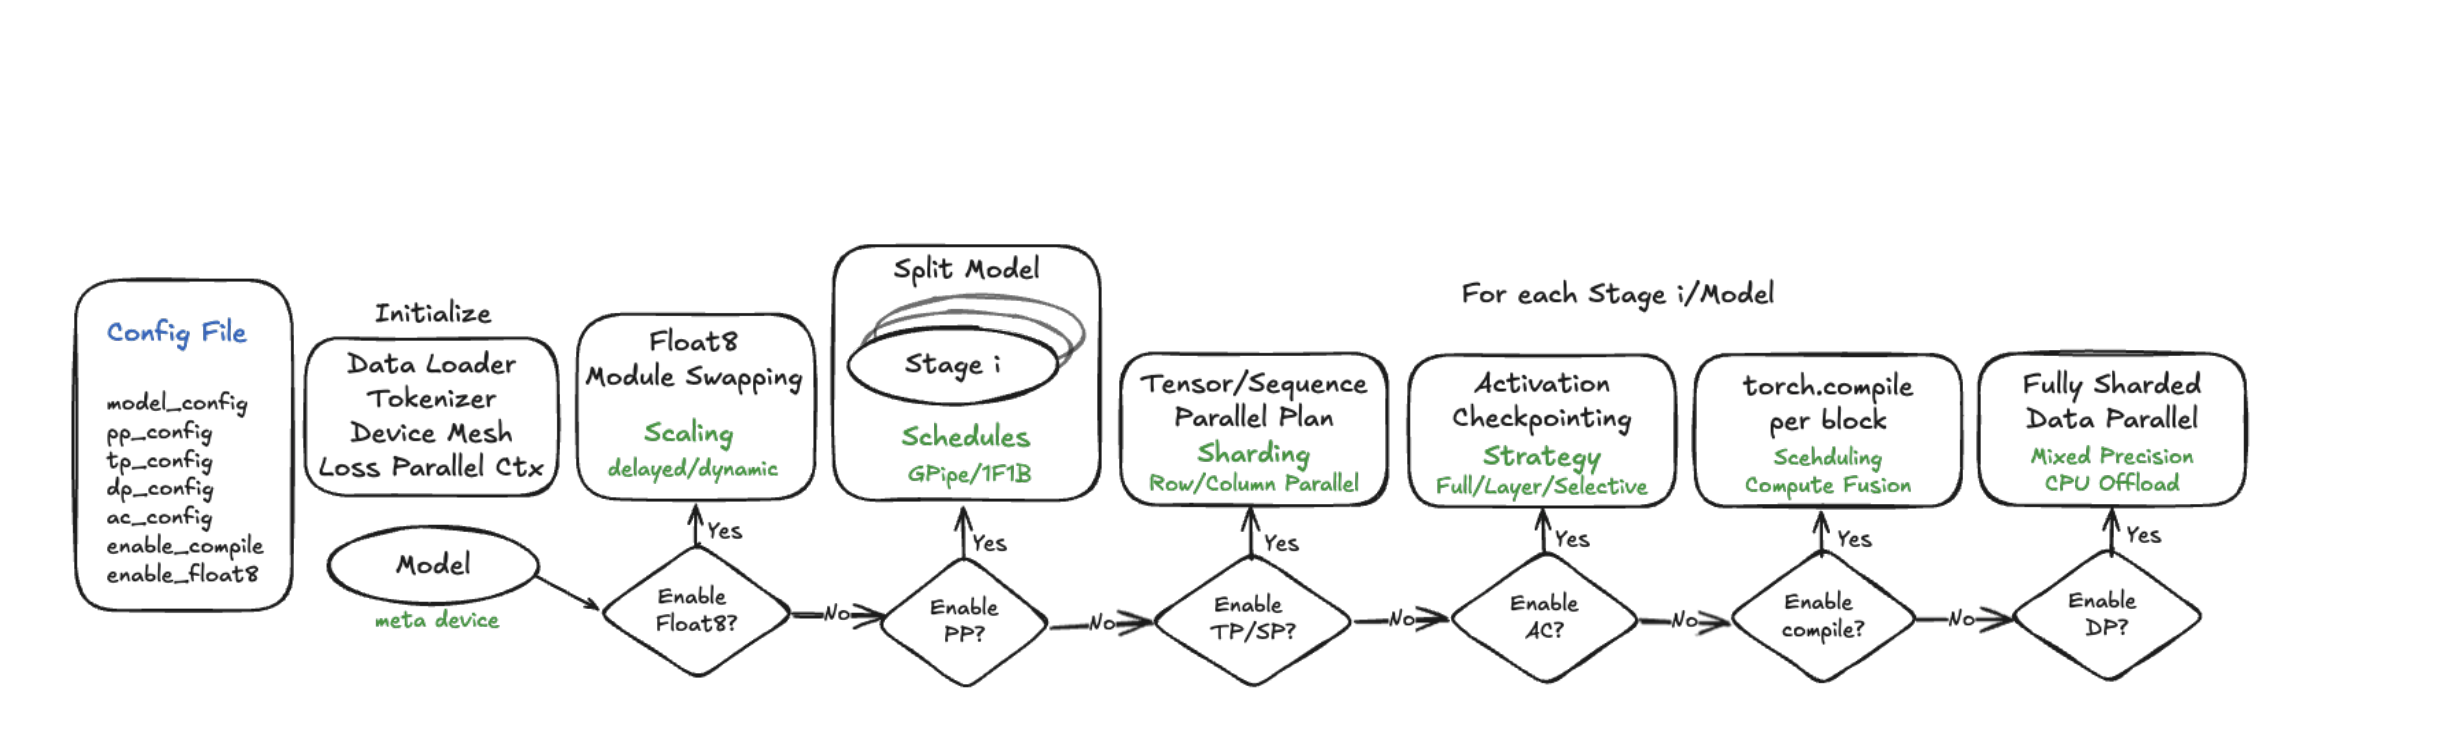 Config File
model_config
pp_config
tp_config
dp_config
ac_config
enable_compile
enable_float8
Initialize
Data Loader
Tokenizer
Device Mesh
Loss Parallel Ctx
Model
meta device
Float8
Module Swapping
Scaling
delayed/dynamic
Yes
Enable
Float8?
No
Split Model
Stage i
Schedules
GPipe/1F1B
Yes
Enable
PP?
No
For each Stage i/Model
Tensor/Sequence
Parallel Plan
Sharding
Row/Column Parallel
Yes
Enable
TP/SP?
No
Activation
Checkpointing
Strategy
Full/Layer/Selective
Yes
Enable
AC?
No
torch.compile
per block
Scehduling
Compute Fusion
Yes
Enable
compile?
No
Fully Sharded
Data Parallel
Mixed Precision
CPU Offload
Yes
Enable
DP?